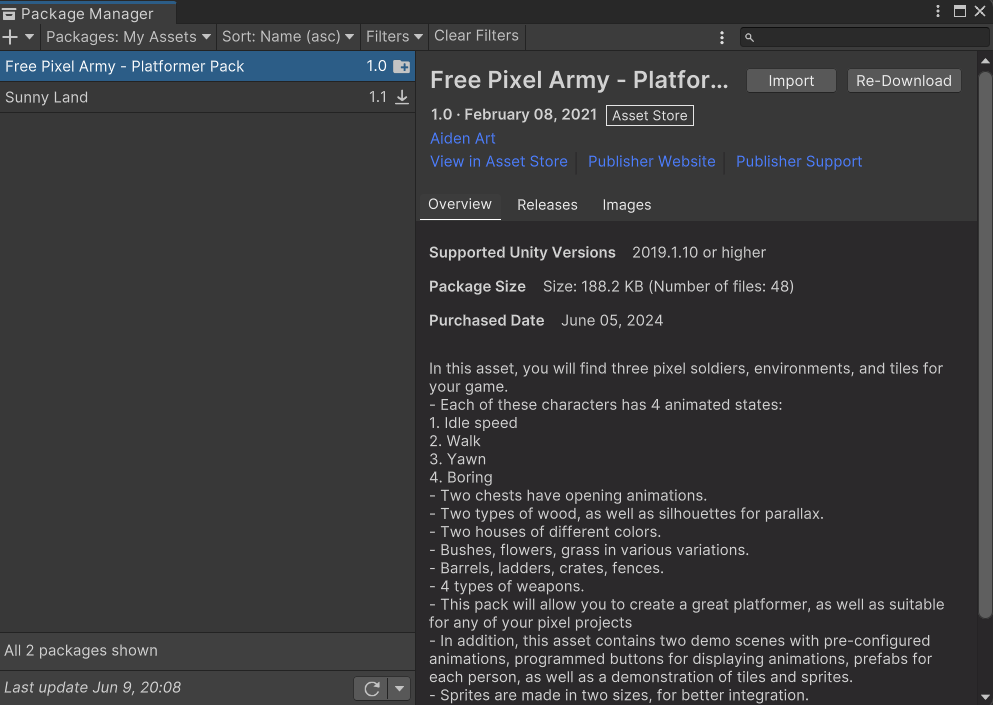 Package Manager
Packages: My Assets Sort: Name (asc) Filters Clear Filters
Free Pixel Army - Platformer Pack 1.0
Sunny Land 1.1
All 2 packages shown
Last update Jun 9, 20:08
Free Pixel Army - Platfor... Import Re-Download
1.0 · February 08, 2021 Asset Store
Aiden Art
View in Asset Store Publisher Website Publisher Support
Overview Releases Images
Supported Unity Versions 2019.1.10 or higher
Package Size Size: 188.2 KB (Number of files: 48)
Purchased Date June 05, 2024
In this asset, you will find three pixel soldiers, environments, and tiles for
your game.
- Each of these characters has 4 animated states:
1. Idle speed
2. Walk
3. Yawn
4. Boring
- Two chests have opening animations.
- Two types of wood, as well as silhouettes for parallax.
- Two houses of different colors.
- Bushes, flowers, grass in various variations.
- Barrels, ladders, crates, fences.
- 4 types of weapons.
- This pack will allow you to create a great platformer, as well as suitable
for any of your pixel projects
- In addition, this asset contains two demo scenes with pre-configured
animations, programmed buttons for displaying animations, prefabs for
each person, as well as a demonstration of tiles and sprites.
- Sprites are made in two sizes, for better integration.